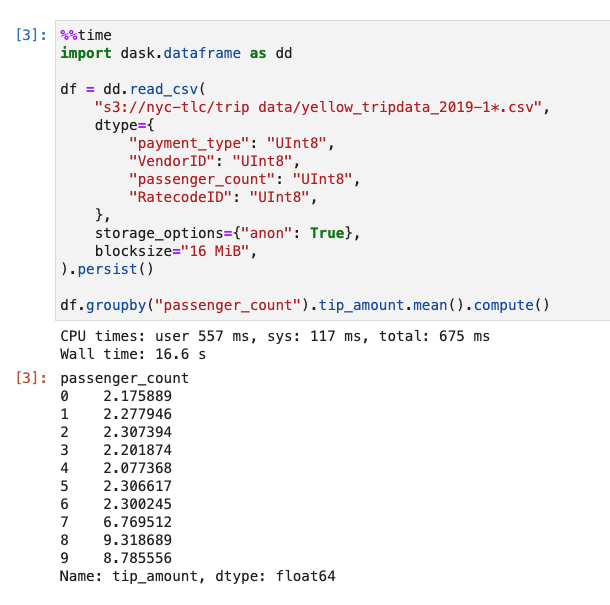 [3]: %%time
import dask.dataframe as dd
df = dd.read_csv(
"s3://nyc-tlc/trip data/yellow_tripdata_2019-1*.csv",
dtype={
"payment_type": "UInt8",
"VendorID": "UInt8",
"passenger_count": "UInt8",
"RatecodeID": "UInt8",
},
storage_options={"anon": True},
blocksize="16 MiB",
).persist()
df.groupby("passenger_count").tip_amount.mean().compute()
CPU times: user 557 ms, sys: 117 ms, total: 675 ms
Wall time: 16.6 s
[3]: passenger_count
0    2.175889
1    2.277946
2    2.307394
3    2.201874
4    2.077368
5    2.306617
6    2.300245
7    6.769512
8    9.318689
9    8.785556
Name: tip_amount, dtype: float64